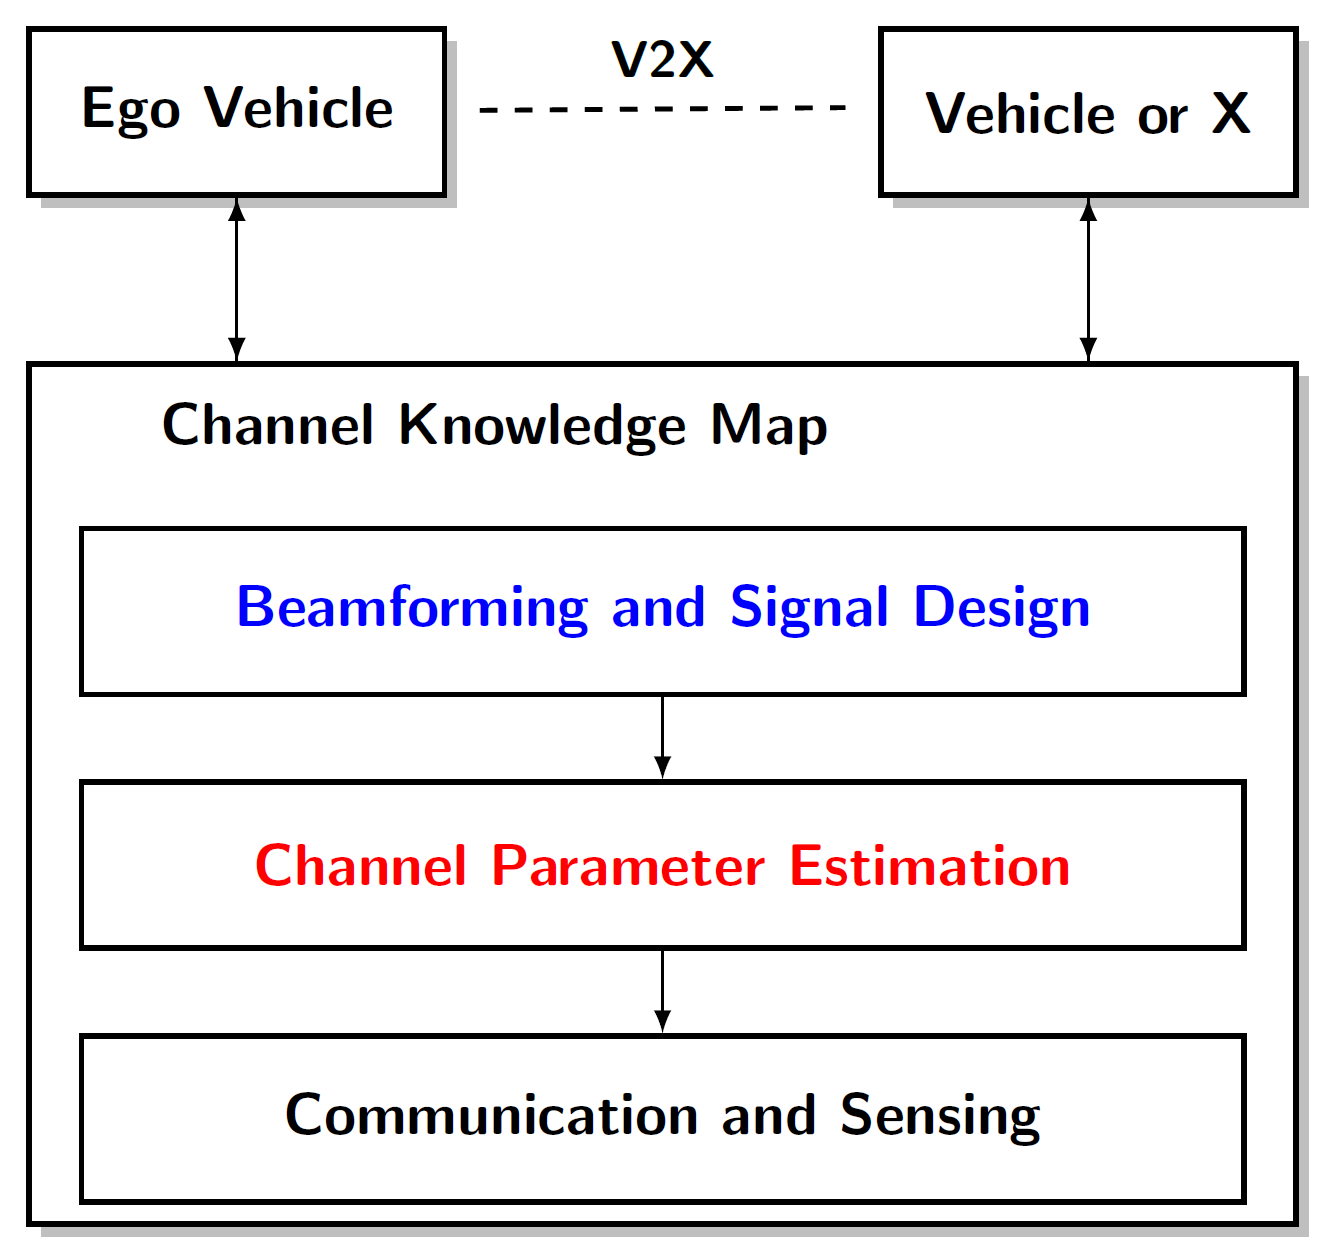 Ego Vehicle
V2X
Vehicle or X
Channel Knowledge Map
Beamforming and Signal Design
Channel Parameter Estimation
Communication and Sensing